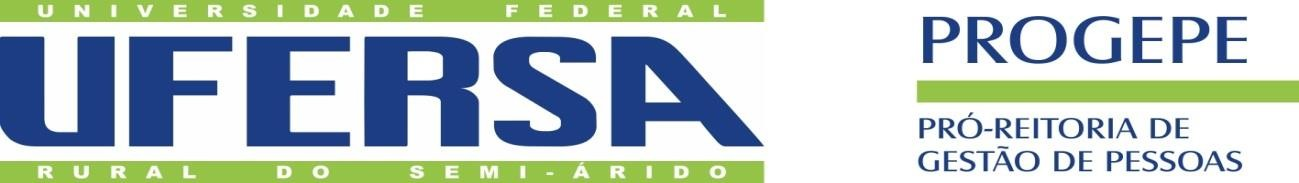 UNIVERSIDADE FEDERAL
UFERSA
RURAL DO SEMI-ÁRIDO
PROGEPE
PRÓ-REITORIA DE
GESTÃO DE PESSOAS